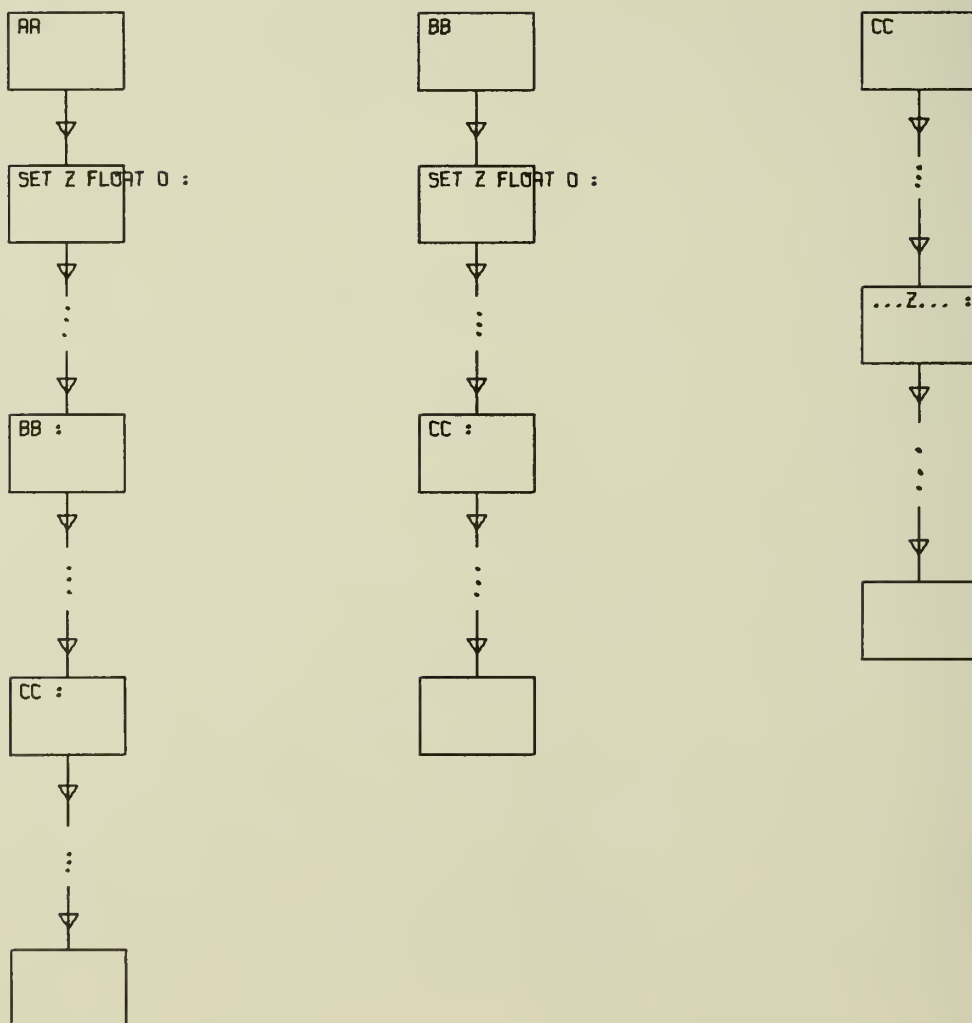 AA
SET Z FLOAT 0 :
BB :
CC :
BB
SET Z FLOAT 0 :
CC :
CC
...Z... :